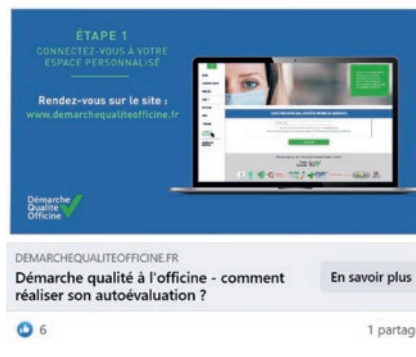 ÉTAPE 1
CONNECTEZ-VOUS À VOTRE
ESPACE PERSONNALISÉ
Rendez-vous sur le site :
www.demarchequaliteofficine.fr
Démarche
Qualité
Officine
DEMARCHEQUALITEOFFICINE.FR
Démarche qualité à l'officine - comment
réaliser son autoévaluation ?
En savoir plus
6
1 partag